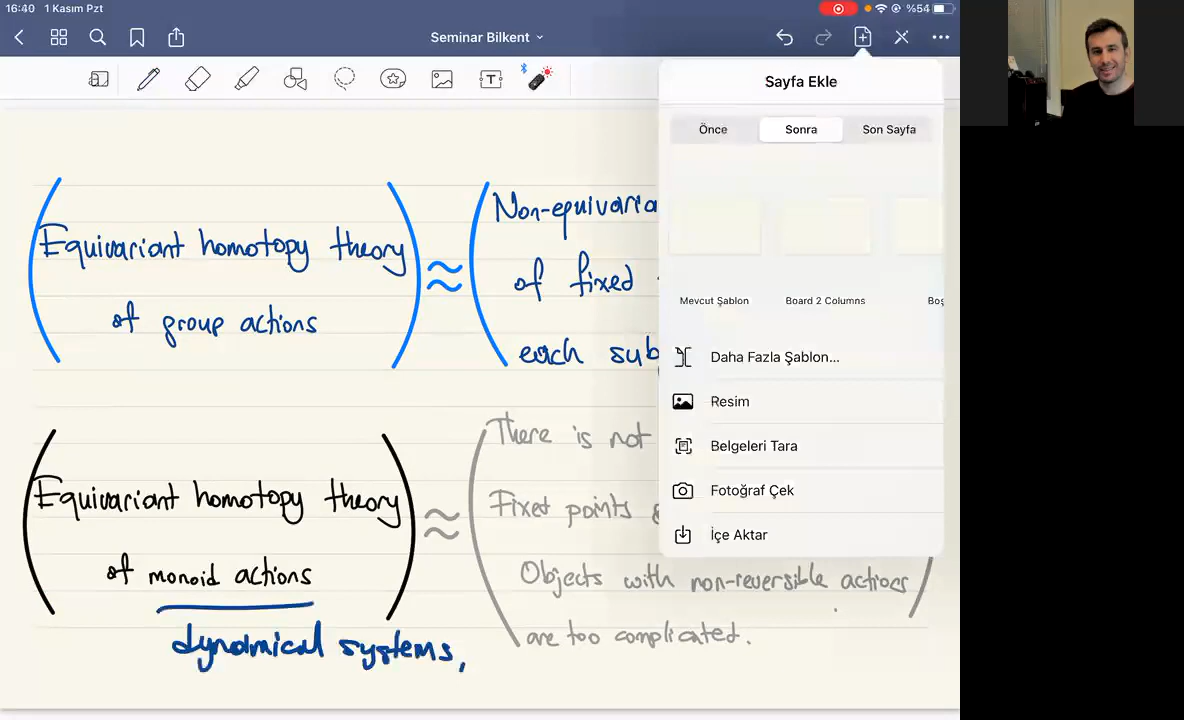 16:40 1 Kasım Pzt
%54
Seminar Bilkent
T
Sayfa Ekle
Önce Sonra Son Sayfa
Mevcut Şablon Board 2 Columns Boş
Daha Fazla Şablon...
Resim
Belgeleri Tara
Fotoğraf Çek
İçe Aktar
Equivariant homotopy theory
of group actions
≈
Non-equivaria
of fixed
each sub
Equivariant homotopy theory
of monoid actions
≈
There is not
Fixed points
Objects with non-reversible actions
are too complicated.
dynamical systems,